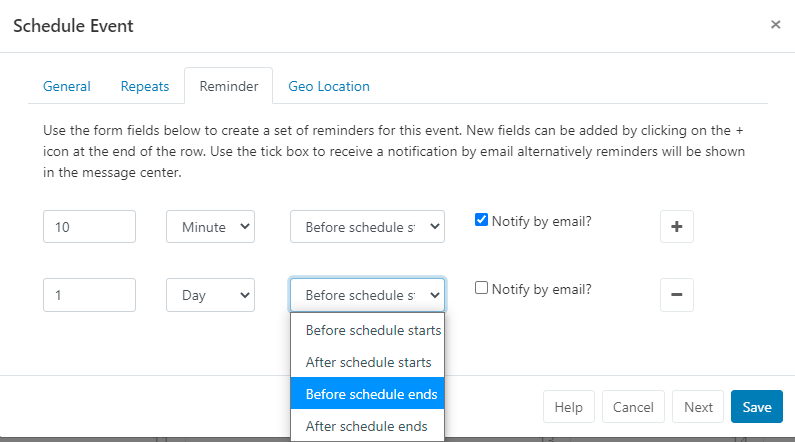 Schedule Event ×
General Repeats Reminder Geo Location
Use the form fields below to create a set of reminders for this event. New fields can be added by clicking on the +
icon at the end of the row. Use the tick box to receive a notification by email alternatively reminders will be shown
in the message center.
10 Minute Before schedule s Notify by email? +
1 Day Before schedule s Notify by email? −
Before schedule starts
After schedule starts
Before schedule ends
After schedule ends
Help Cancel Next Save